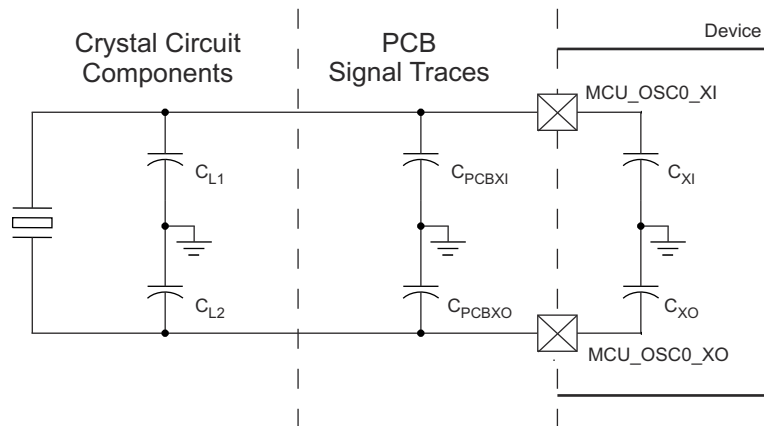 Crystal Circuit
Components
PCB
Signal Traces
Device
MCU_OSC0_XI
CL1
CPCBXI
CXI
CL2
CPCBXO
CXO
MCU_OSC0_XO